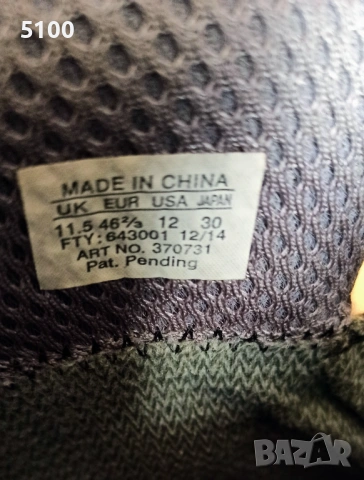 5100
MADE IN CHINA
UK EUR USA JAPAN
11.5 46⅔ 12 30
FTY: 643001 12/14
ART NO. 370731
Pat. Pending
BAZAR